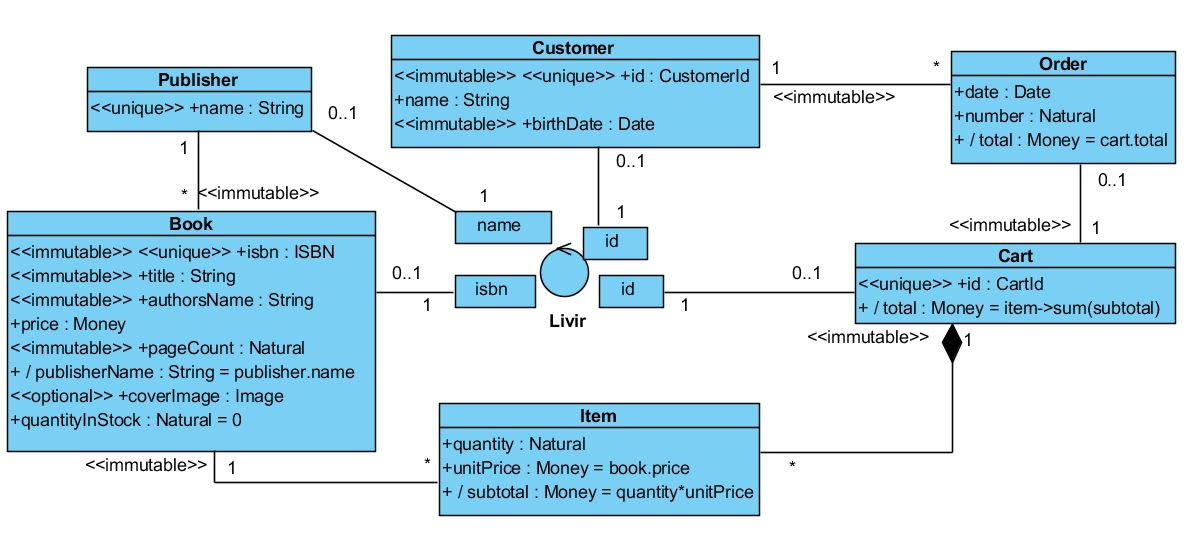 Customer
<<immutable>> <<unique>> +id : CustomerId
+name : String
<<immutable>> +birthDate : Date
Publisher
<<unique>> +name : String
Order
+date : Date
+number : Natural
+ / total : Money = cart.total
1
*
<<immutable>>
0..1
1
1
*
<<immutable>>
name
0..1
1
id
0..1
<<immutable>>
1
Book
<<immutable>> <<unique>> +isbn : ISBN
<<immutable>> +title : String
<<immutable>> +authorsName : String
+price : Money
<<immutable>> +pageCount : Natural
+ / publisherName : String = publisher.name
<<optional>> +coverImage : Image
+quantityInStock : Natural = 0
0..1
1
isbn
Livir
id
1
0..1
Cart
<<unique>> +id : CartId
+ / total : Money = item->sum(subtotal)
<<immutable>>
1
*
Item
+quantity : Natural
+unitPrice : Money = book.price
+ / subtotal : Money = quantity*unitPrice
<<immutable>>
1
*